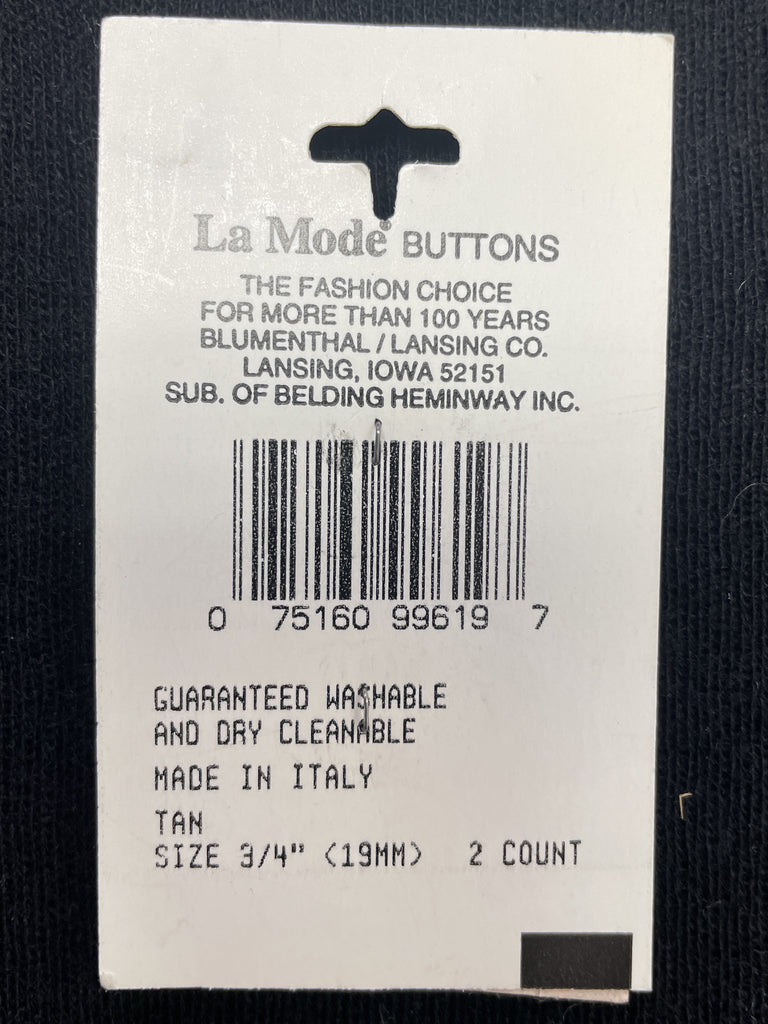 La Mode® BUTTONS
THE FASHION CHOICE
FOR MORE THAN 100 YEARS
BLUMENTHAL / LANSING CO.
LANSING, IOWA 52151
SUB. OF BELDING HEMINWAY INC.
0 75160 99619 7
GUARANTEED WASHABLE
AND DRY CLEANABLE
MADE IN ITALY
TAN
SIZE 3/4" (19MM) 2 COUNT